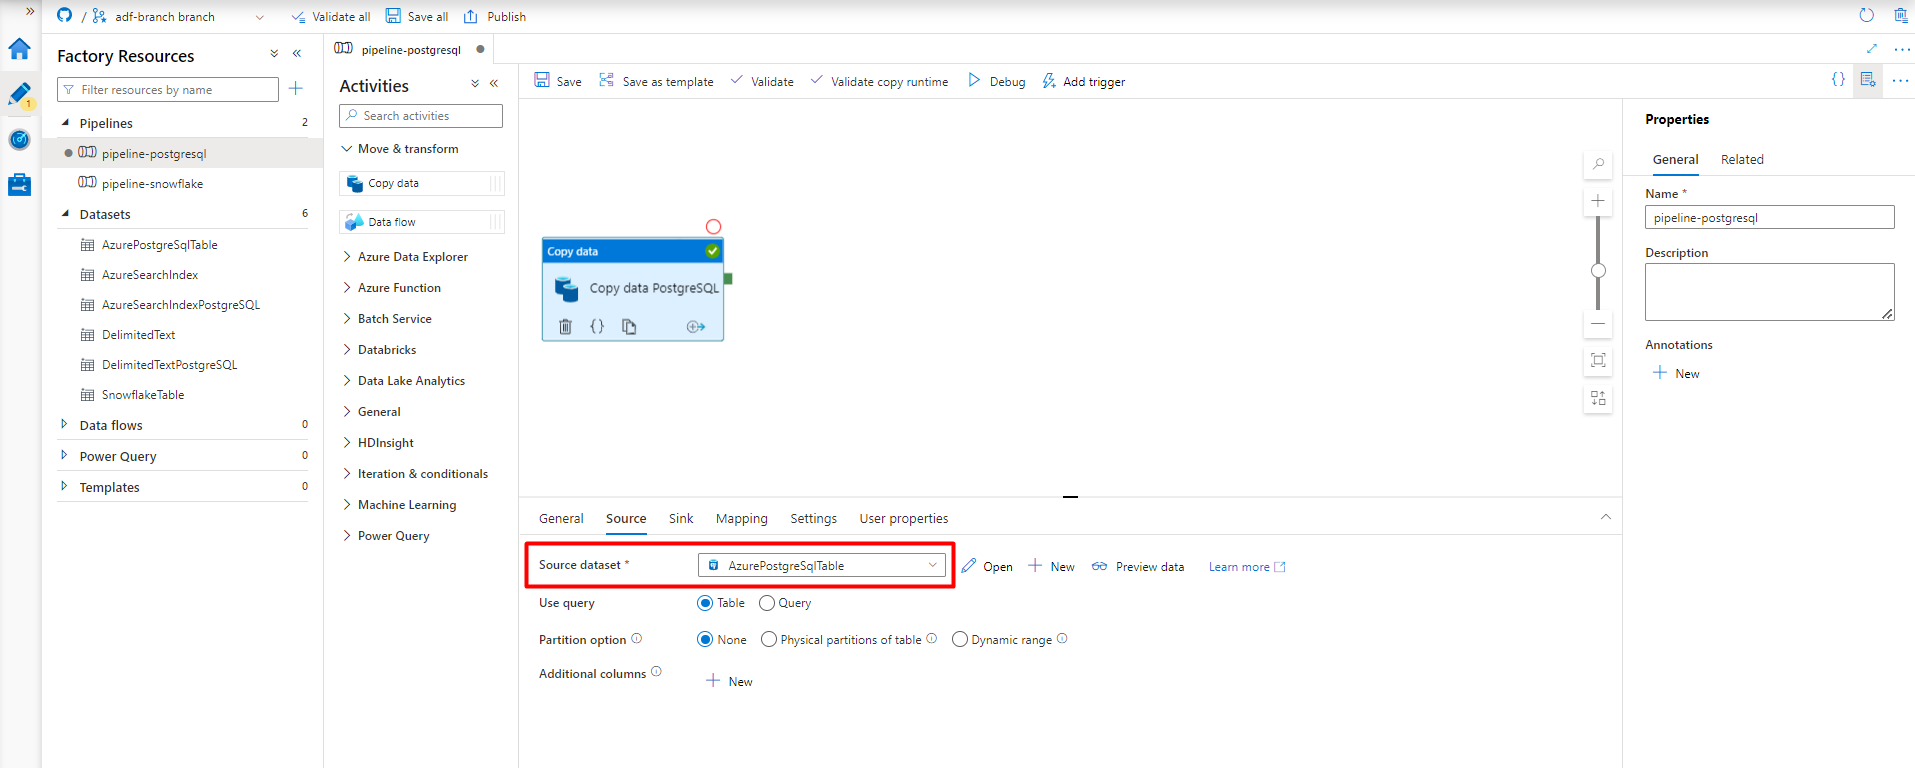 / adf-branch branch
Validate all
Save all
Publish
1
Factory Resources
Filter resources by name
Pipelines 2
pipeline-postgresql
pipeline-snowflake
Datasets 6
AzurePostgreSqlTable
AzureSearchIndex
AzureSearchIndexPostgreSQL
DelimitedText
DelimitedTextPostgreSQL
SnowflakeTable
Data flows 0
Power Query 0
Templates 0
pipeline-postgresql
Activities
Search activities
Move & transform
Copy data
Data flow
Azure Data Explorer
Azure Function
Batch Service
Databricks
Data Lake Analytics
General
HDInsight
Iteration & conditionals
Machine Learning
Power Query
Save
Save as template
Validate
Validate copy runtime
Debug
Add trigger
Copy data
Copy data PostgreSQL
General
Source
Sink
Mapping
Settings
User properties
Source dataset *
AzurePostgreSqlTable
Open
New
Preview data
Learn more
Use query
Table
Query
Partition option
None
Physical partitions of table
Dynamic range
Additional columns
New
Properties
General
Related
Name *
pipeline-postgresql
Description
Annotations
New